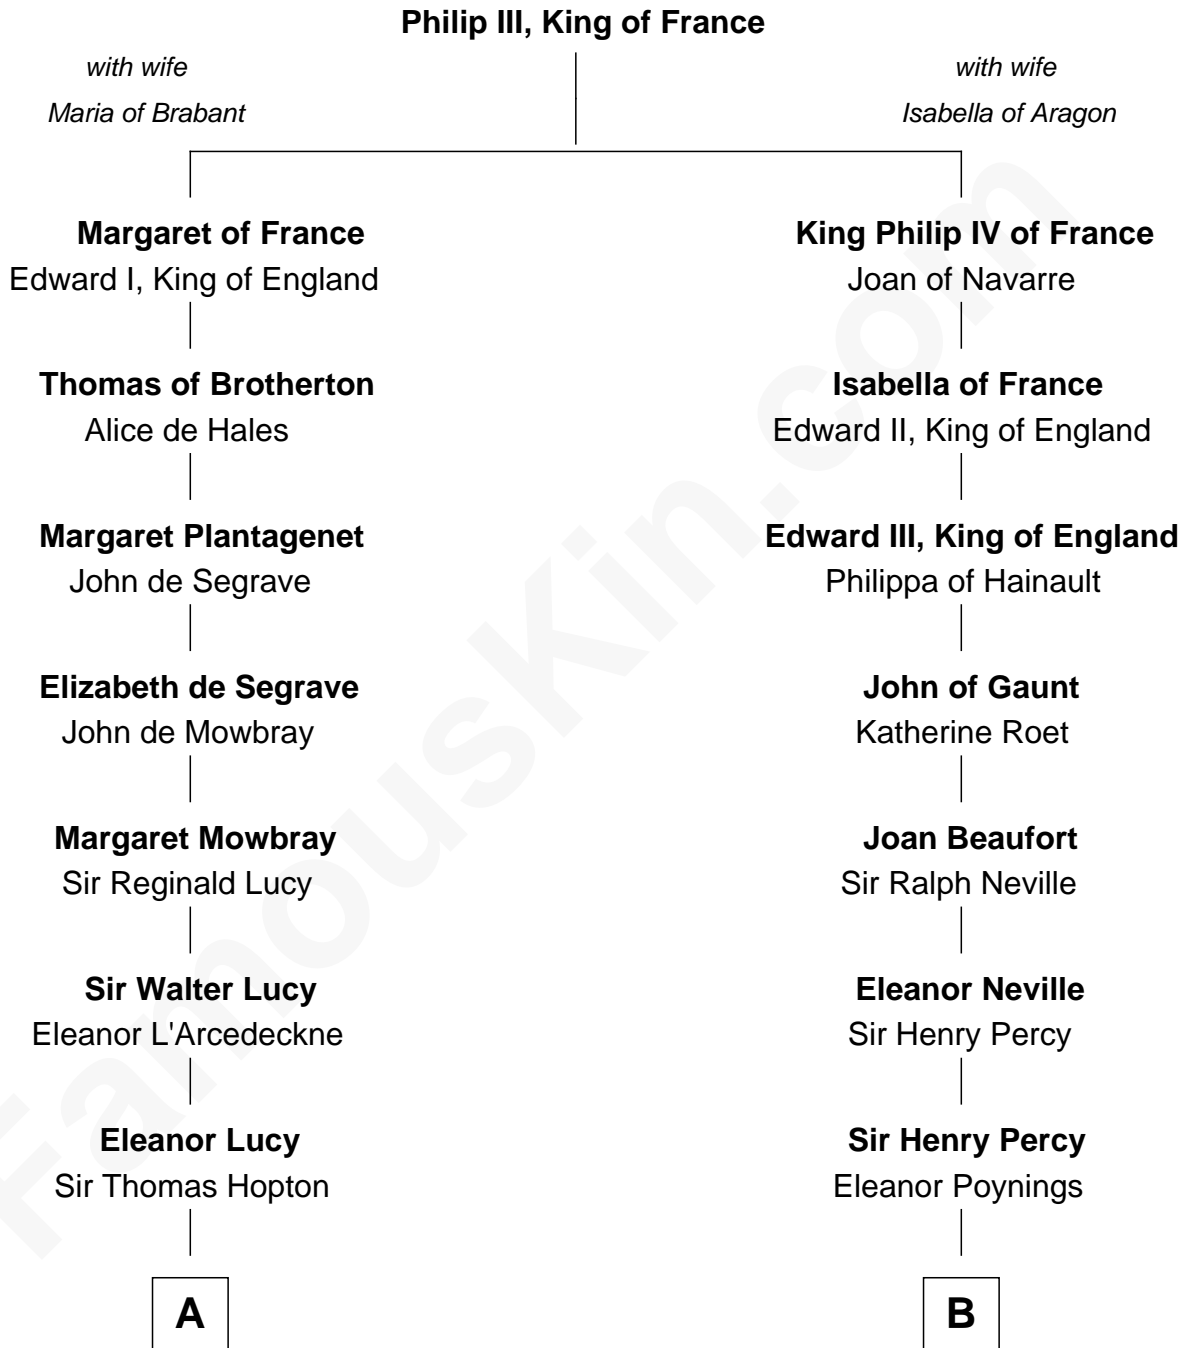 Philip III, King of France
with wife
Maria of Brabant
with wife
Isabella of Aragon
Margaret of France
Edward I, King of England
King Philip IV of France
Joan of Navarre
Thomas of Brotherton
Alice de Hales
Isabella of France
Edward II, King of England
Margaret Plantagenet
John de Segrave
Edward III, King of England
Philippa of Hainault
Elizabeth de Segrave
John de Mowbray
John of Gaunt
Katherine Roet
Margaret Mowbray
Sir Reginald Lucy
Joan Beaufort
Sir Ralph Neville
Sir Walter Lucy
Eleanor L'Arcedeckne
Eleanor Neville
Sir Henry Percy
Eleanor Lucy
Sir Thomas Hopton
Sir Henry Percy
Eleanor Poynings
A
B
FamousKin.com